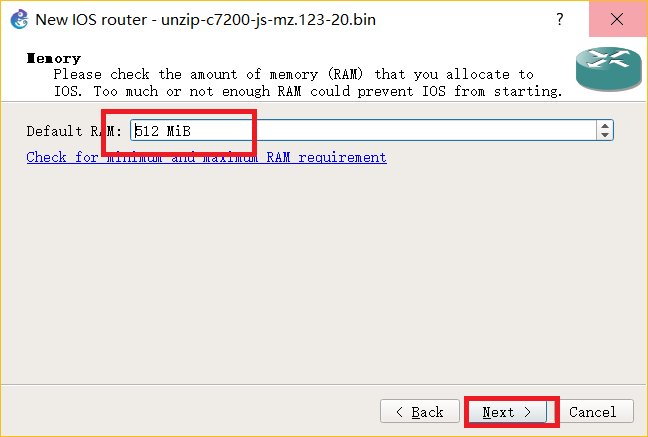 New IOS router - unzip-c7200-js-mz.123-20.bin
Memory
Please check the amount of memory (RAM) that you allocate to
IOS. Too much or not enough RAM could prevent IOS from starting.
Default RAM: 512 MiB
Check for minimum and maximum RAM requirement
< Back Next > Cancel